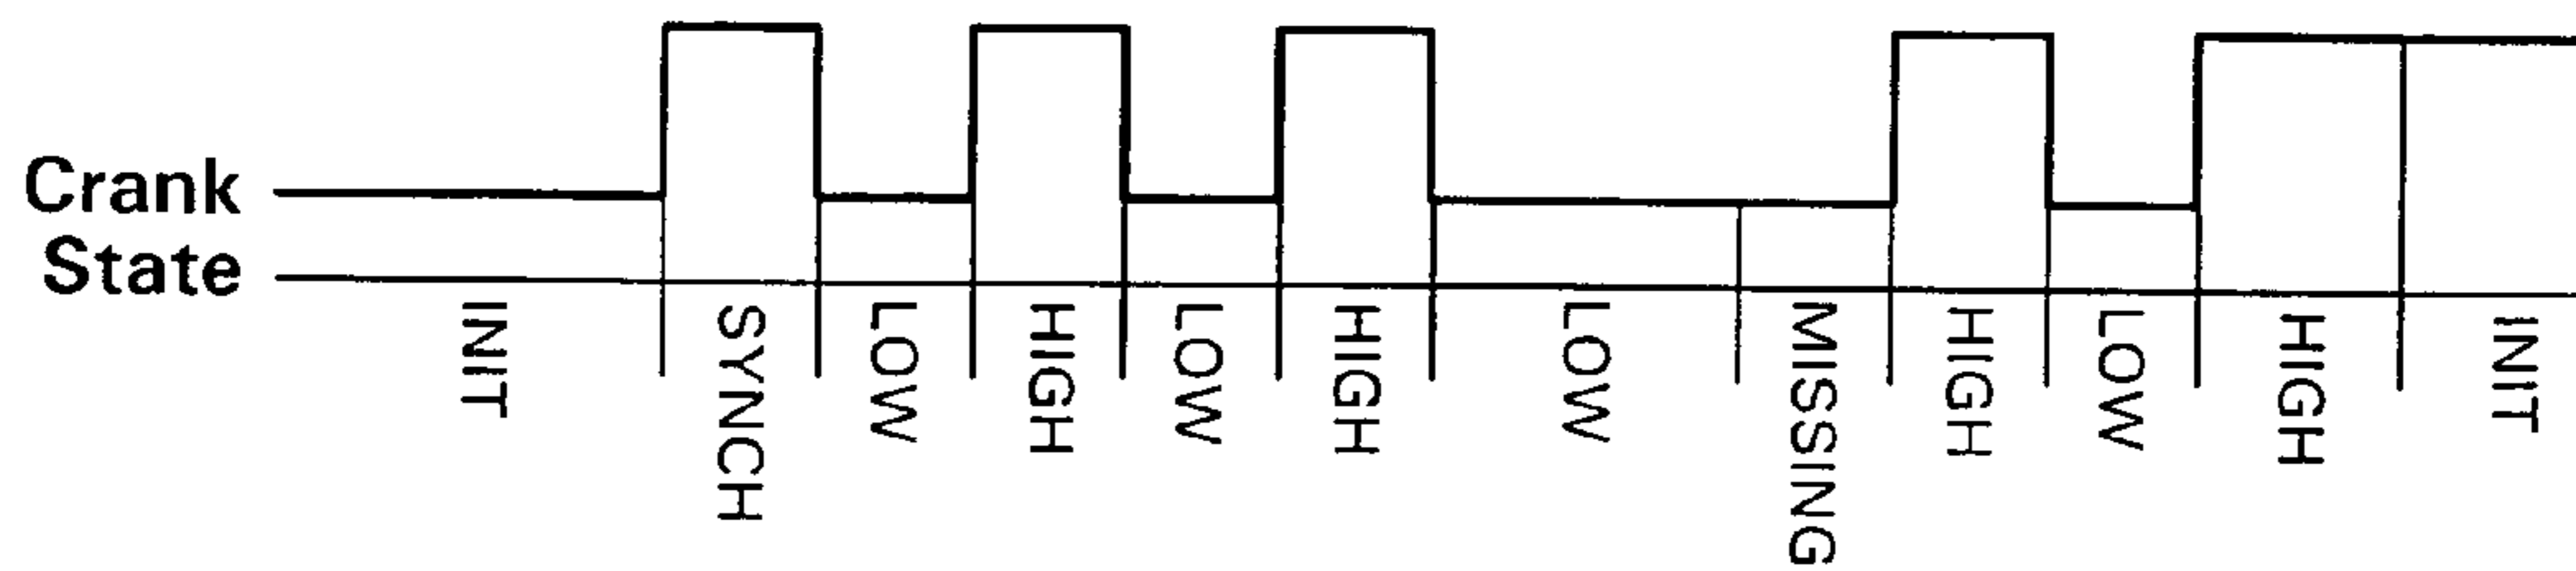 Crank
State
INIT
SYNCH
LOW
HIGH
LOW
HIGH
LOW
MISSING
HIGH
LOW
HIGH
INIT